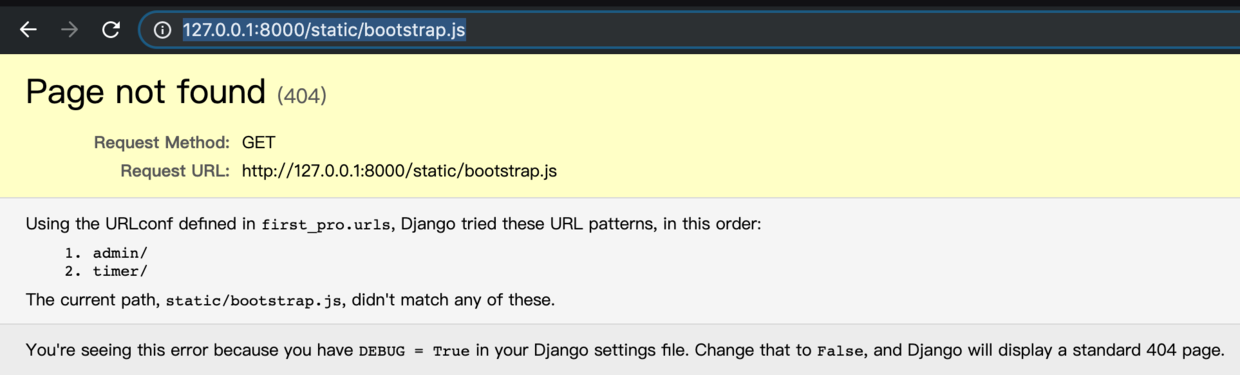 127.0.0.1:8000/static/bootstrap.js
Page not found (404)
Request Method: GET
Request URL: http://127.0.0.1:8000/static/bootstrap.js
Using the URLconf defined in first_pro.urls, Django tried these URL patterns, in this order:
1. admin/
2. timer/
The current path, static/bootstrap.js, didn't match any of these.
You're seeing this error because you have DEBUG = True in your Django settings file. Change that to False, and Django will display a standard 404 page.